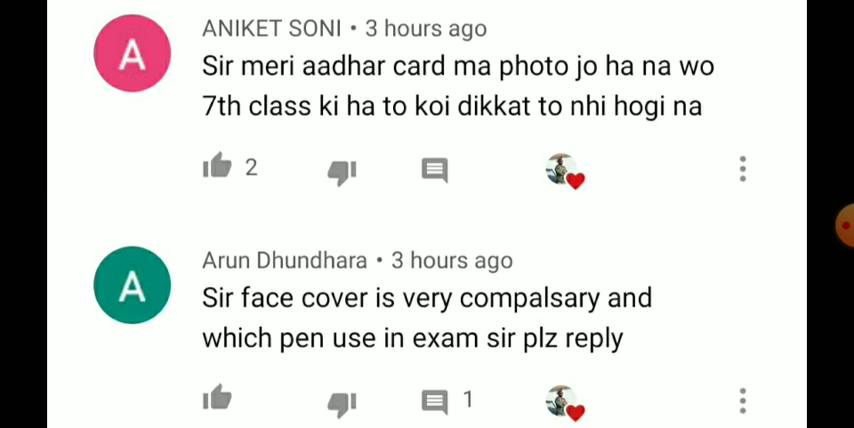 A
ANIKET SONI • 3 hours ago
Sir meri aadhar card ma photo jo ha na wo
7th class ki ha to koi dikkat to nhi hogi na
2
A
Arun Dhundhara • 3 hours ago
Sir face cover is very compalsary and
which pen use in exam sir plz reply
1